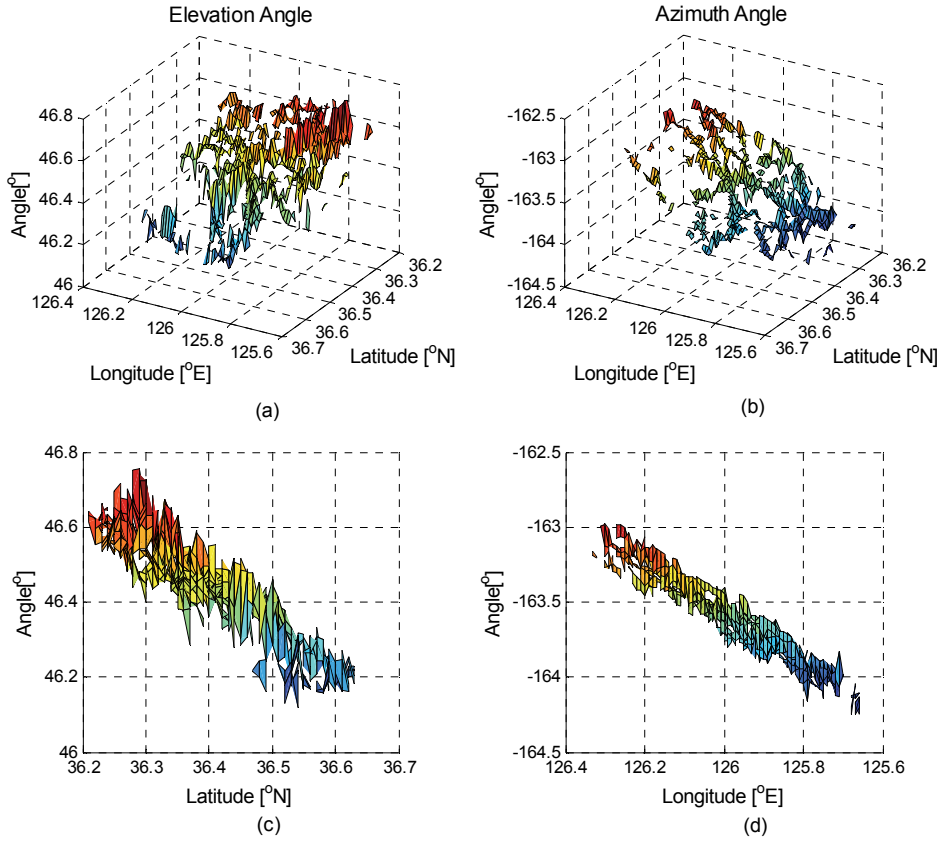 Elevation Angle
46.8
46.6
46.4
46.2
46
Angle[°]
126.4
126.2
126
125.8
125.6
Longitude [°E]
36.7
36.6
36.5
36.4
36.3
36.2
Latitude [°N]
(a)
Azimuth Angle
-162.5
-163
-163.5
-164
-164.5
Angle[°]
126.4
126.2
126
125.8
125.6
Longitude [°E]
36.7
36.6
36.5
36.4
36.3
36.2
Latitude [°N]
(b)
46.8
46.6
46.4
46.2
46
Angle[°]
36.2 36.3 36.4 36.5 36.6 36.7
Latitude [°N]
(c)
-162.5
-163
-163.5
-164
-164.5
Angle[°]
126.4 126.2 126 125.8 125.6
Longitude [°E]
(d)